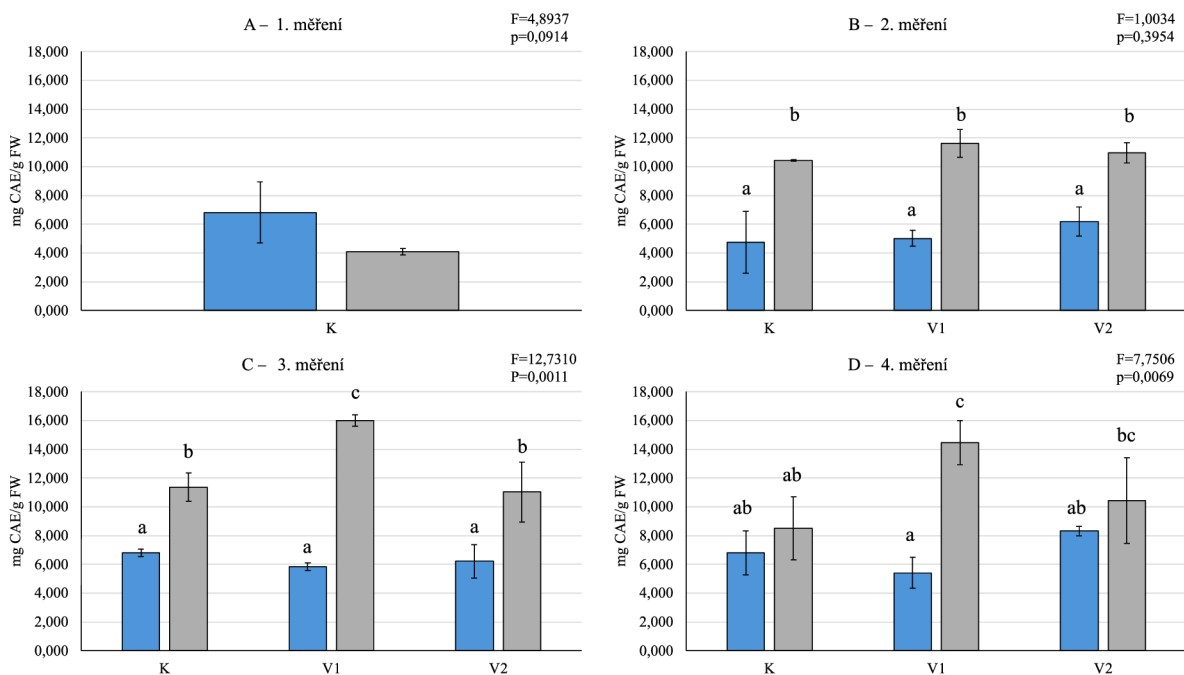 A – 1. měření
F=4,8937
p=0,0914
mg CAE/g FW
18,000
16,000
14,000
12,000
10,000
8,000
6,000
4,000
2,000
0,000
K
B – 2. měření
F=1,0034
p=0,3954
mg CAE/g FW
18,000
16,000
14,000
12,000
10,000
8,000
6,000
4,000
2,000
0,000
a b a b a b
K V1 V2
C – 3. měření
F=12,7310
P=0,0011
mg CAE/g FW
18,000
16,000
14,000
12,000
10,000
8,000
6,000
4,000
2,000
0,000
a b a c a b
K V1 V2
D – 4. měření
F=7,7506
p=0,0069
mg CAE/g FW
18,000
16,000
14,000
12,000
10,000
8,000
6,000
4,000
2,000
0,000
ab ab a c ab bc
K V1 V2